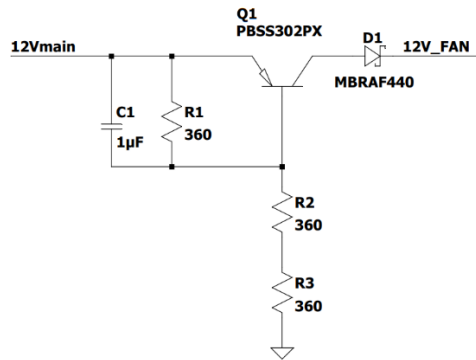 Q1
PBSS302PX
12Vmain
D1
12V_FAN
MBRAF440
C1
1µF
R1
360
R2
360
R3
360